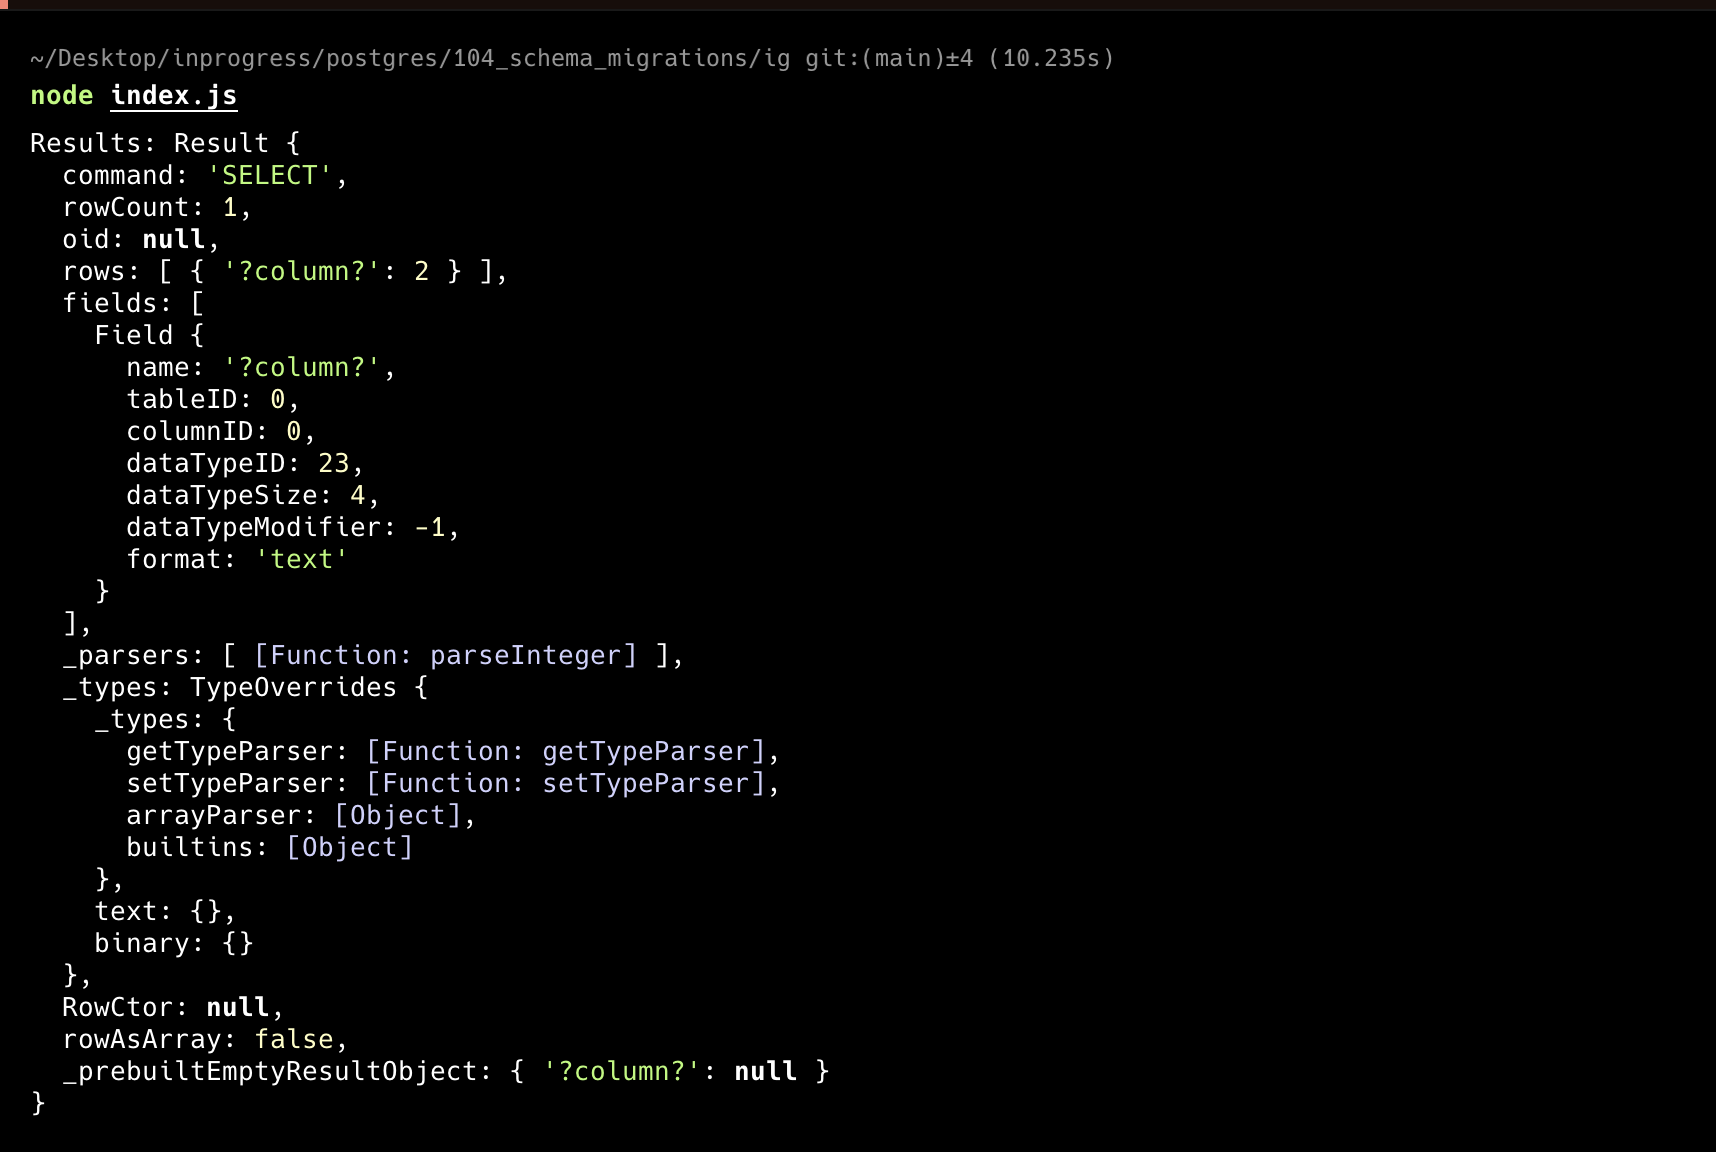 ~/Desktop/inprogress/postgres/104_schema_migrations/ig git:(main)±4 (10.235s)
node index.js
Results: Result {
  command: 'SELECT',
  rowCount: 1,
  oid: null,
  rows: [ { '?column?': 2 } ],
  fields: [
    Field {
      name: '?column?',
      tableID: 0,
      columnID: 0,
      dataTypeID: 23,
      dataTypeSize: 4,
      dataTypeModifier: -1,
      format: 'text'
    }
  ],
  _parsers: [ [Function: parseInteger] ],
  _types: TypeOverrides {
    _types: {
      getTypeParser: [Function: getTypeParser],
      setTypeParser: [Function: setTypeParser],
      arrayParser: [Object],
      builtins: [Object]
    },
    text: {},
    binary: {}
  },
  RowCtor: null,
  rowAsArray: false,
  _prebuiltEmptyResultObject: { '?column?': null }
}